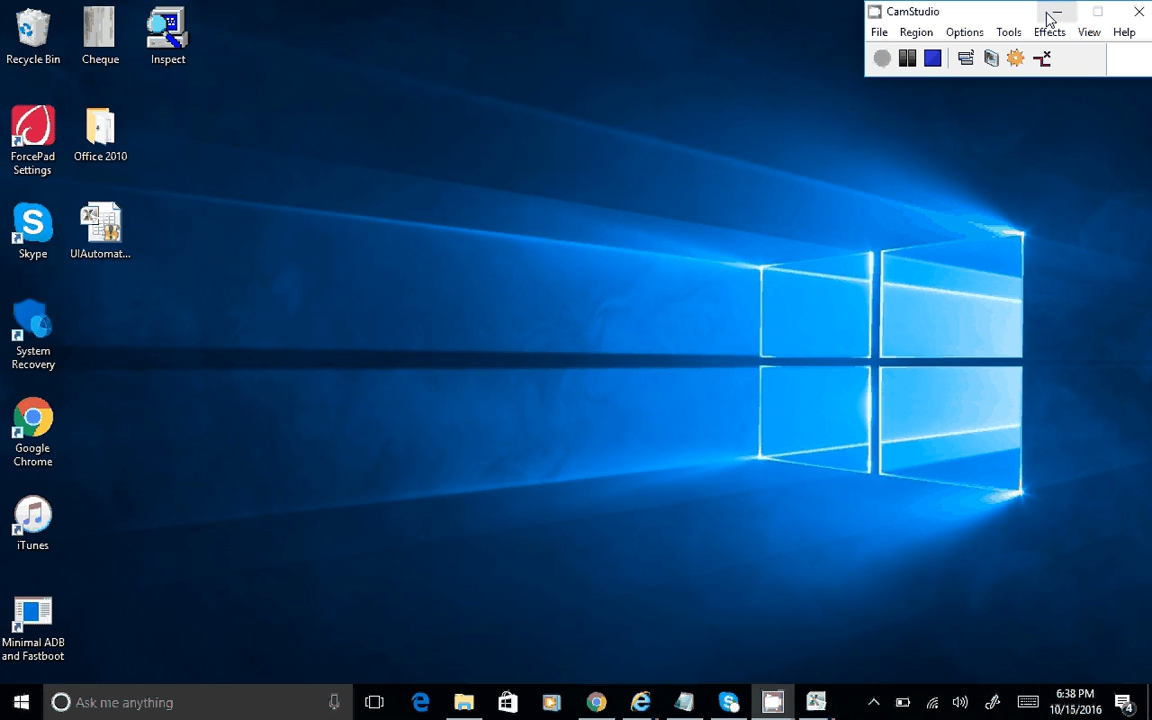 CamStudio
File Region Options Tools Effects View Help
Recycle Bin
Cheque
Inspect
ForcePad
Settings
Office 2010
Skype
UIAutomat...
System
Recovery
Google
Chrome
iTunes
Minimal ADB
and Fastboot
Ask me anything
6:38 PM
10/15/2016
4